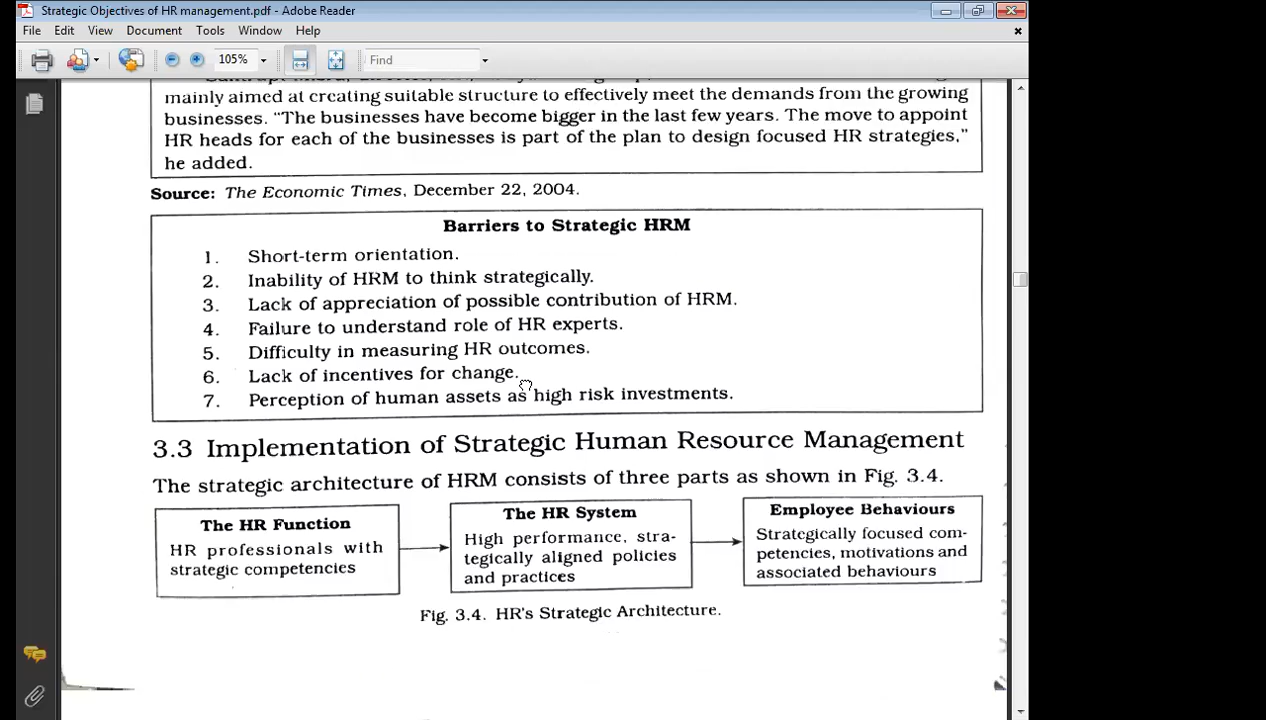 Strategic Objectives of HR management.pdf - Adobe Reader
File Edit View Document Tools Window Help
105% Find
mainly aimed at creating suitable structure to effectively meet the demands from the growing
businesses. "The businesses have become bigger in the last few years. The move to appoint
HR heads for each of the businesses is part of the plan to design focused HR strategies,"
he added.
Source: The Economic Times, December 22, 2004.
Barriers to Strategic HRM
1. Short-term orientation.
2. Inability of HRM to think strategically.
3. Lack of appreciation of possible contribution of HRM.
4. Failure to understand role of HR experts.
5. Difficulty in measuring HR outcomes.
6. Lack of incentives for change.
7. Perception of human assets as high risk investments.
3.3 Implementation of Strategic Human Resource Management
The strategic architecture of HRM consists of three parts as shown in Fig. 3.4.
The HR Function
HR professionals with
strategic competencies
The HR System
High performance, stra-
tegically aligned policies
and practices
Employee Behaviours
Strategically focused com-
petencies, motivations and
associated behaviours
Fig. 3.4. HR's Strategic Architecture.